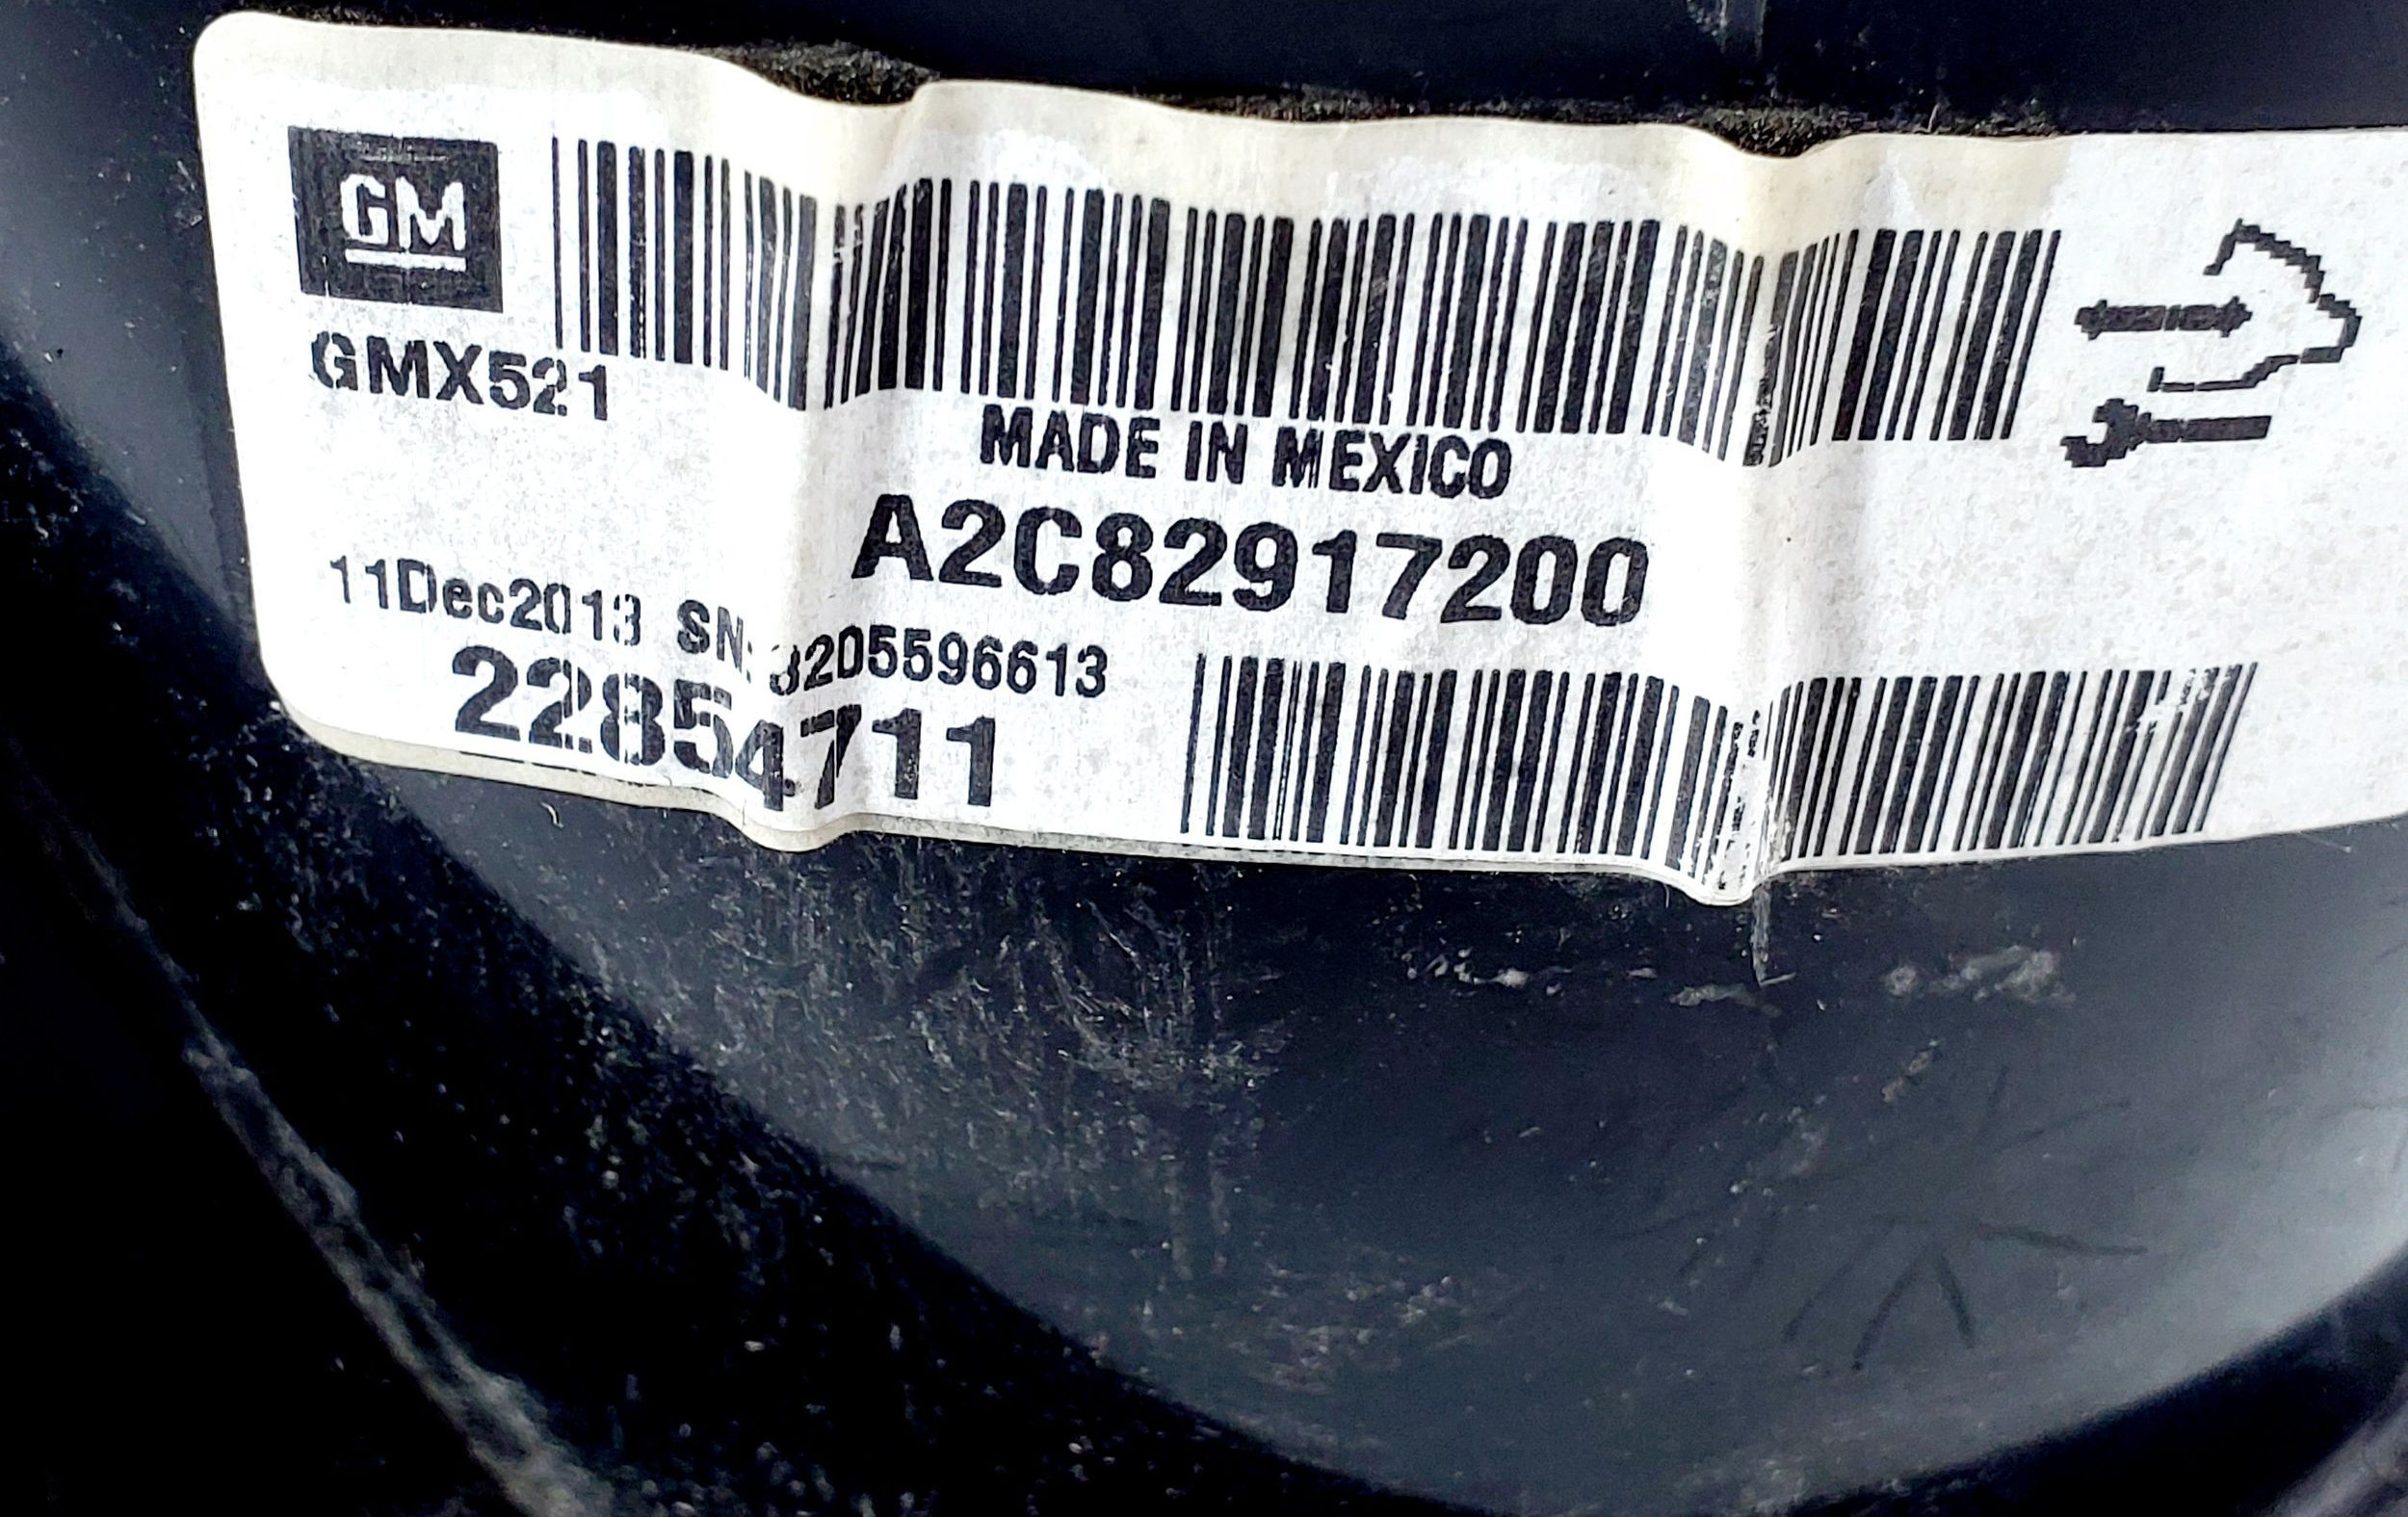 GM
GMX521
MADE IN MEXICO
A2C82917200
11Dec2013 SN: 3205596613
22854711